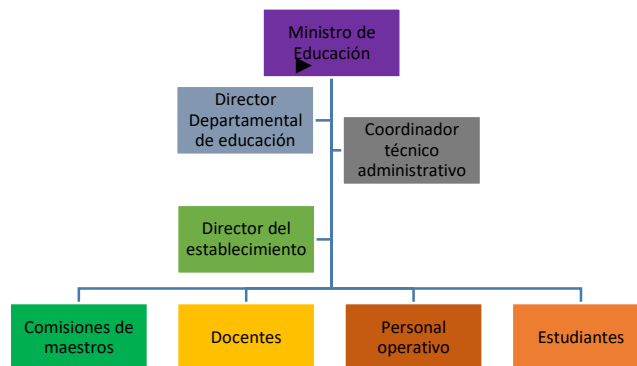 Ministro de
Educación
Director
Departamental
de educación
Coordinador
técnico
administrativo
Director del
establecimiento
Comisiones de
maestros
Docentes
Personal
operativo
Estudiantes